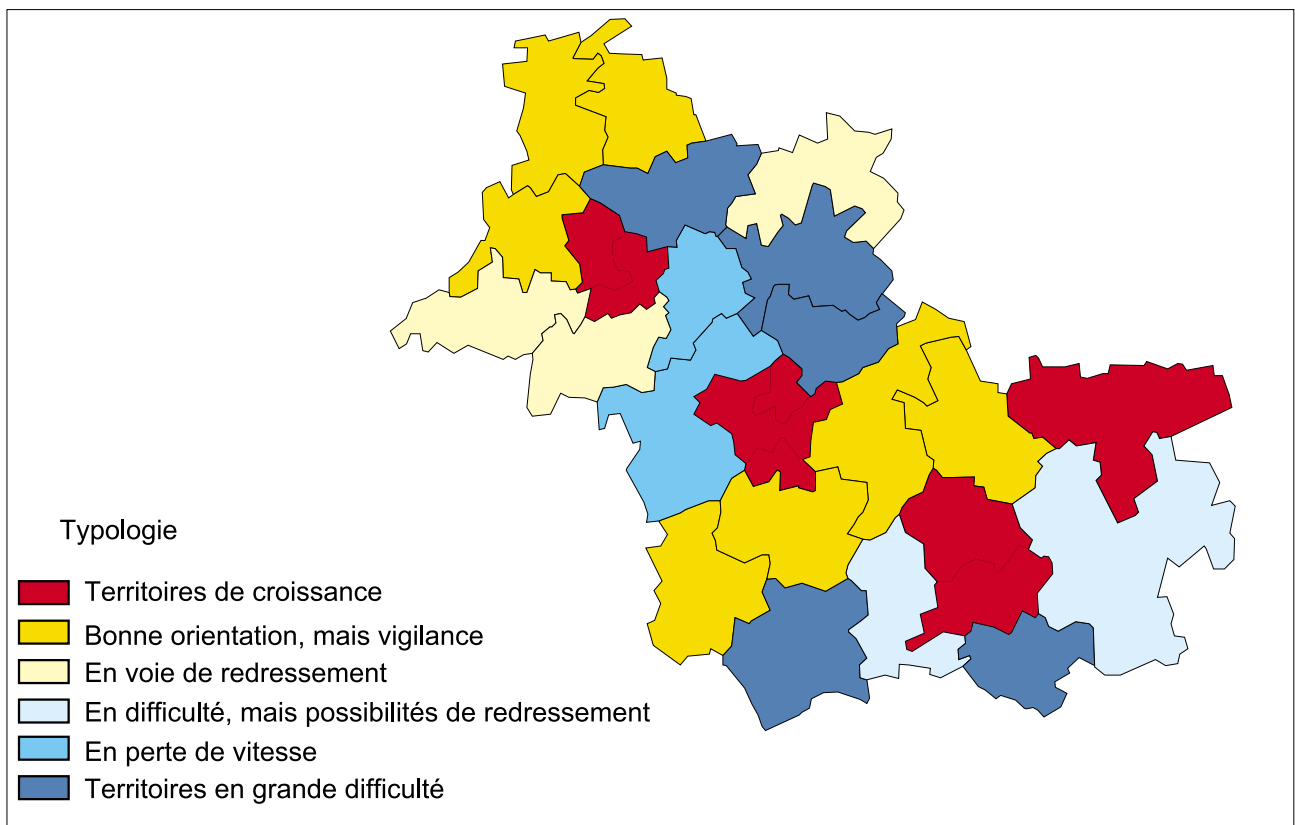 Typologie
Territoires de croissance
Bonne orientation, mais vigilance
En voie de redressement
En difficulté, mais possibilités de redressement
En perte de vitesse
Territoires en grande difficulté